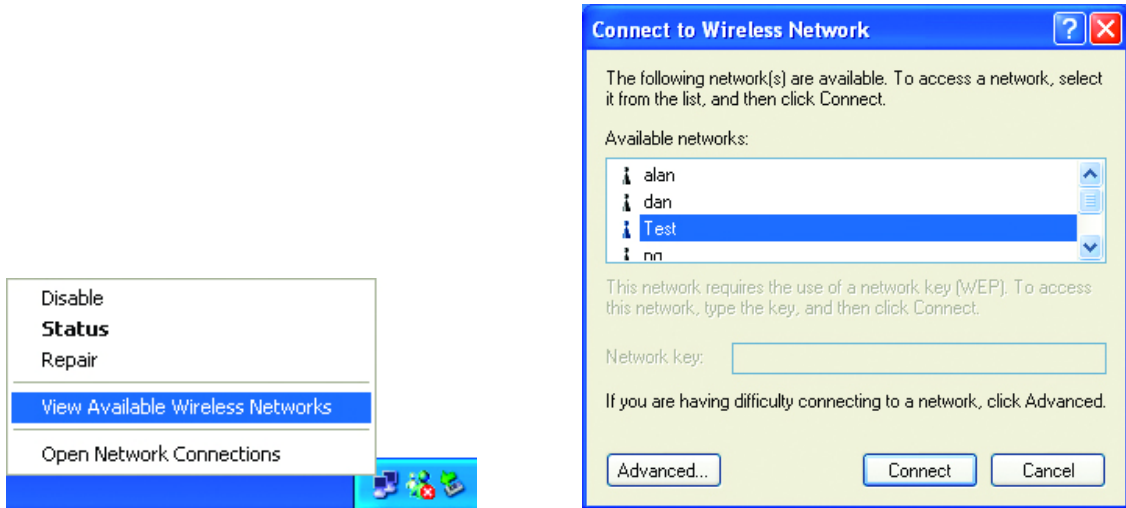 Disable
Status
Repair
View Available Wireless Networks
Open Network Connections
Connect to Wireless Network
The following network(s) are available. To access a network, select
it from the list, and then click Connect.
Available networks:
alan
dan
Test
This network requires the use of a network key (WEP). To access
this network, type the key, and then click Connect.
Network key:
If you are having difficulty connecting to a network, click Advanced.
Advanced...
Connect
Cancel